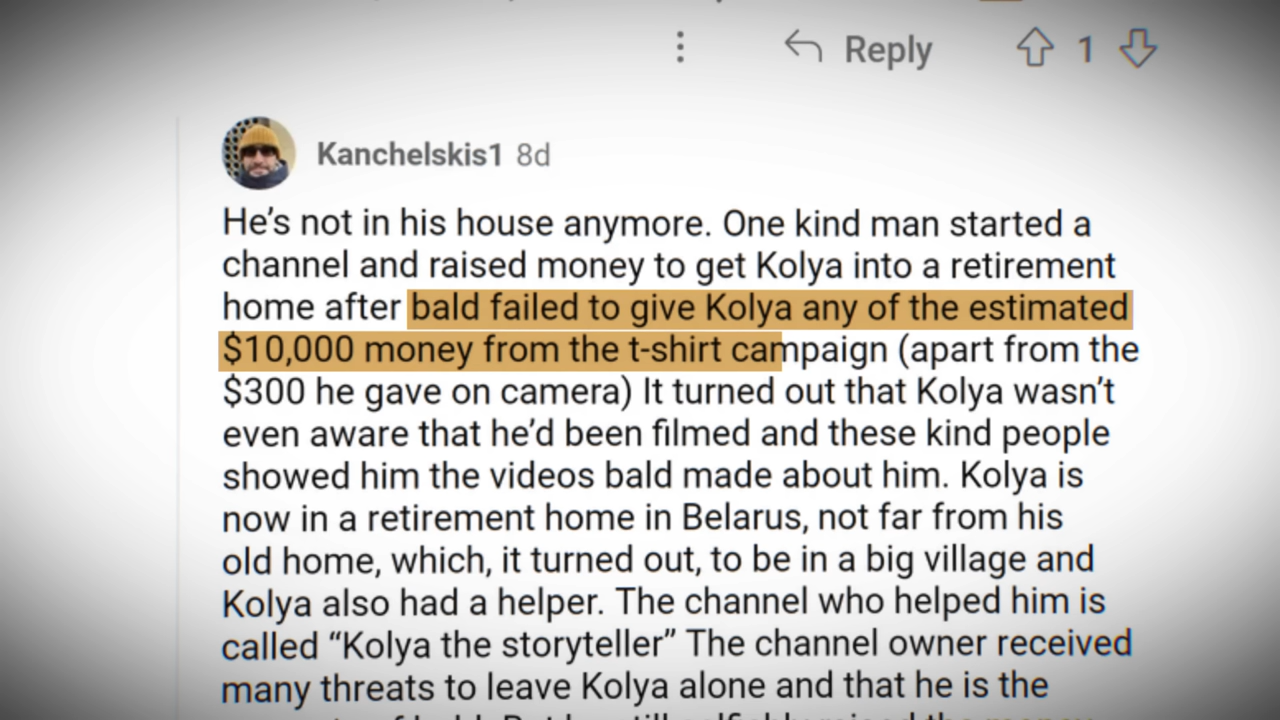 Reply 1
Kanchelskis1 8d
He’s not in his house anymore. One kind man started a
channel and raised money to get Kolya into a retirement
home after bald failed to give Kolya any of the estimated
$10,000 money from the t-shirt campaign (apart from the
$300 he gave on camera) It turned out that Kolya wasn’t
even aware that he’d been filmed and these kind people
showed him the videos bald made about him. Kolya is
now in a retirement home in Belarus, not far from his
old home, which, it turned out, to be in a big village and
Kolya also had a helper. The channel who helped him is
called “Kolya the storyteller” The channel owner received
many threats to leave Kolya alone and that he is the